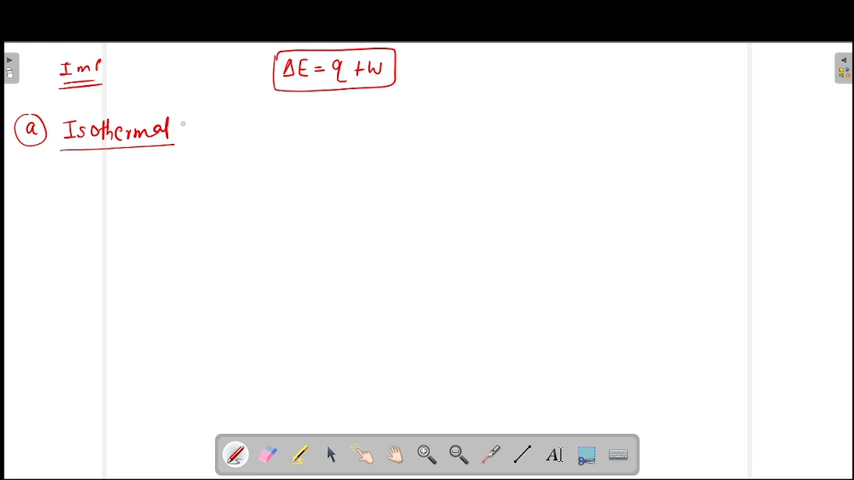 Imp
ΔE = q + w
(a) Isothermal